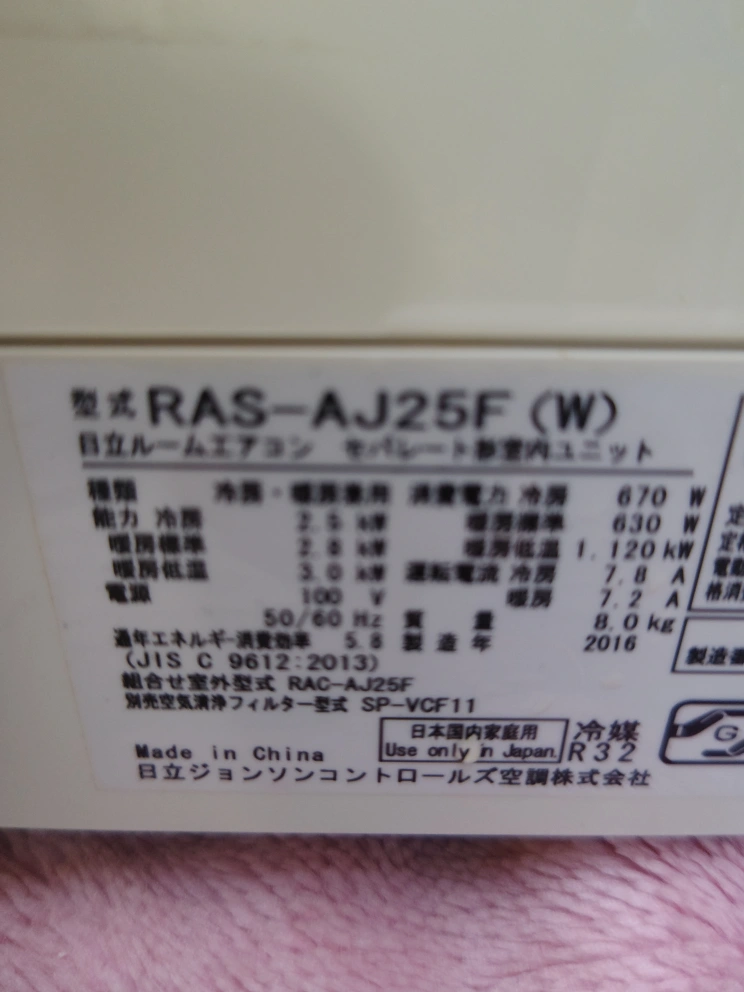 型式 RAS-AJ25F (W)
日立ルームエアコン セパレート形室内ユニット
種類 冷房・暖房兼用 消費電力 冷房 670 W
能力 冷房 2.5 kW 暖房標準 630 W
暖房標準 2.8 kW 暖房低温 1,120 kW
暖房低温 3.0 kW 運転電流 冷房 7.8 A
電源 100 V 暖房 7.2 A
50/60 Hz 質量 8.0 kg
通年エネルギー消費効率 5.8 製造年 2016
(JIS C 9612:2013)
組合せ室外型式 RAC-AJ25F
別売空気清浄フィルター型式 SP-VCF11
日本国内家庭用
Use only in Japan.
冷媒
R32
Made in China
日立ジョンソンコントロールズ空調株式会社
製造番
G